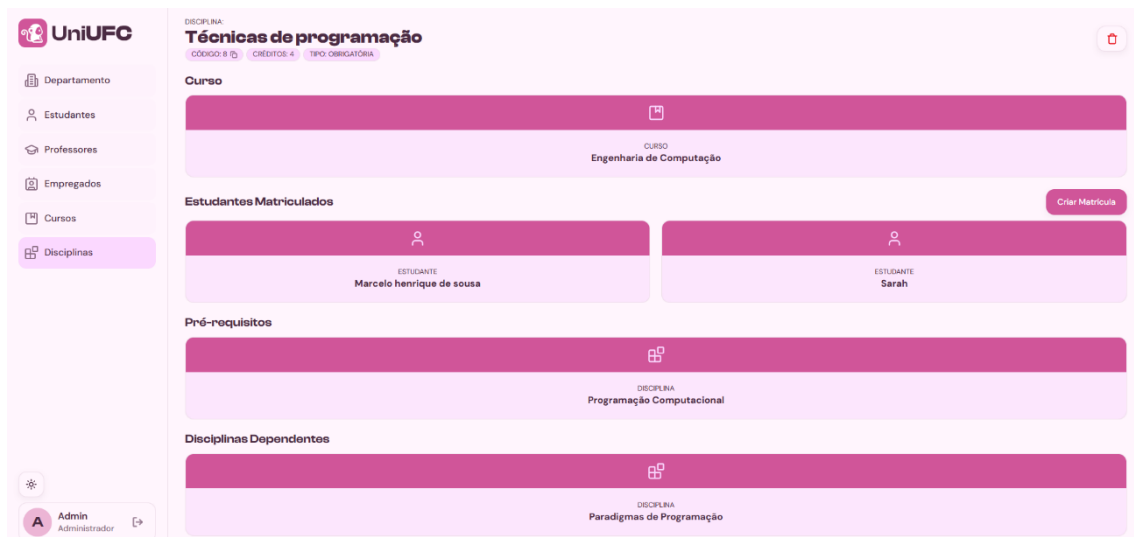 UniUFC
Departamento
Estudantes
Professores
Empregados
Cursos
Disciplinas
A
Admin
Administrador
DISCIPLINA:
Técnicas de programação
CÓDIGO: 8 CRÉDITOS: 4 TIPO: OBRIGATÓRIA
Curso
CURSO
Engenharia de Computação
Estudantes Matriculados
Criar Matrícula
ESTUDANTE
Marcelo henrique de sousa
ESTUDANTE
Sarah
Pré-requisitos
DISCIPLINA
Programação Computacional
Disciplinas Dependentes
DISCIPLINA
Paradigmas de Programação